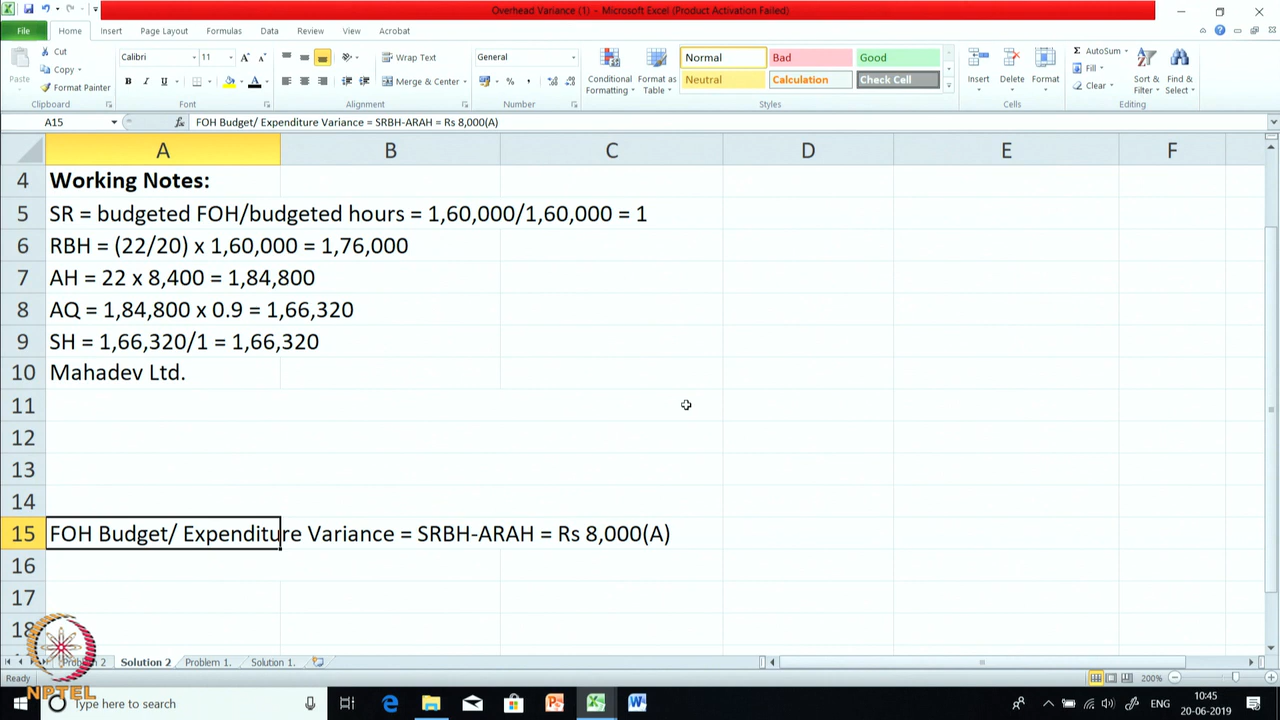 Overhead Variance (1) – Microsoft Excel (Product Activation Failed)
File Home Insert Page Layout Formulas Data Review View Acrobat
Paste Cut Copy Format Painter Clipboard
Calibri 11 B I U A Font
Wrap Text Merge & Center Alignment
General % , Number
Conditional Formatting Format as Table
Normal Bad Good
Neutral Calculation Check Cell
Styles
Insert Delete Format Cells
AutoSum Fill Clear Sort & Filter Find & Select Editing
A15 fx FOH Budget/ Expenditure Variance = SRBH-ARAH = Rs 8,000(A)
A B C D E F
4 Working Notes:
5 SR = budgeted FOH/budgeted hours = 1,60,000/1,60,000 = 1
6 RBH = (22/20) x 1,60,000 = 1,76,000
7 AH = 22 x 8,400 = 1,84,800
8 AQ = 1,84,800 x 0.9 = 1,66,320
9 SH = 1,66,320/1 = 1,66,320
10 Mahadev Ltd.
11
12
13
14
15 FOH Budget/ Expenditure Variance = SRBH-ARAH = Rs 8,000(A)
16
17
18
Solution 2 Problem 1. Solution 1.
Ready 200%
NPTEL
Type here to search
ENG 10:45
20-06-2019